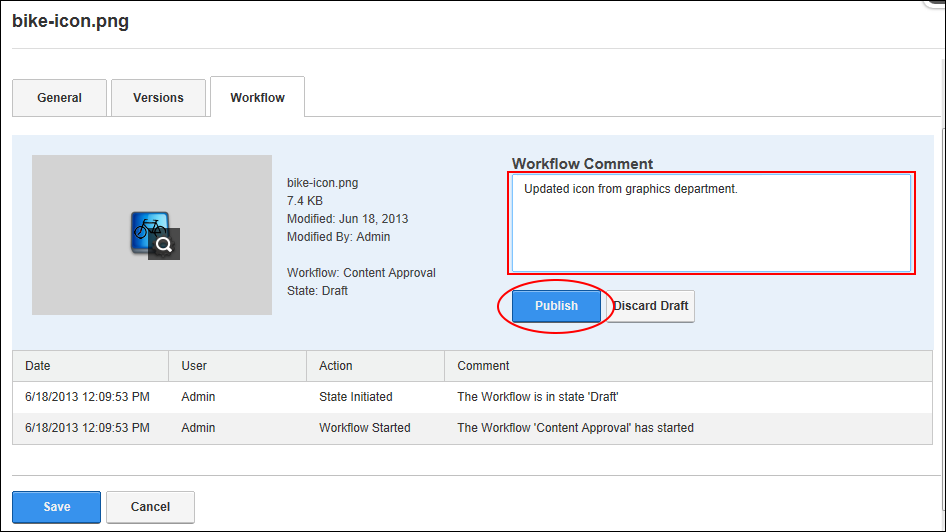 bike-icon.png
General Versions Workflow
bike-icon.png
7.4 KB
Modified: Jun 18, 2013
Modified By: Admin
Workflow: Content Approval
State: Draft
Workflow Comment
Updated icon from graphics department.
Publish Discard Draft
Date User Action Comment
6/18/2013 12:09:53 PM Admin State Initiated The Workflow is in state 'Draft'
6/18/2013 12:09:53 PM Admin Workflow Started The Workflow 'Content Approval' has started
Save Cancel